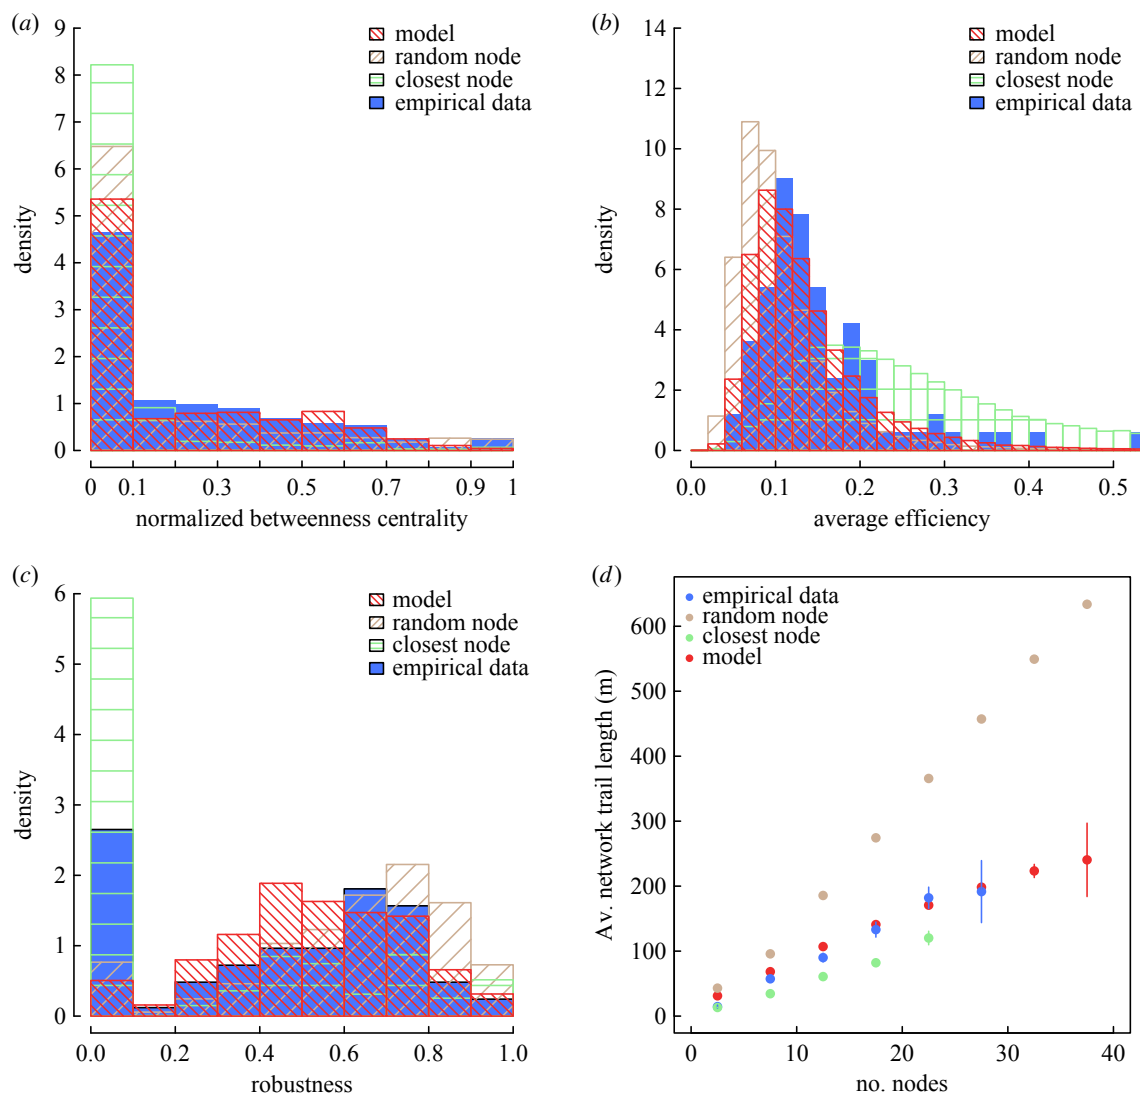 (a)
9
8
7
6
5
4
3
2
1
0
density
model
random node
closest node
empirical data
0 0.1 0.3 0.5 0.7 0.9 1
normalized betweenness centrality
(b)
14
12
10
8
6
4
2
0
density
model
random node
closest node
empirical data
0.0 0.1 0.2 0.3 0.4 0.5
average efficiency
(c)
6
5
4
3
2
1
0
density
model
random node
closest node
empirical data
0.0 0.2 0.4 0.6 0.8 1.0
robustness
(d)
600
500
400
300
200
100
0
Av. network trail length (m)
empirical data
random node
closest node
model
0 10 20 30 40
no. nodes